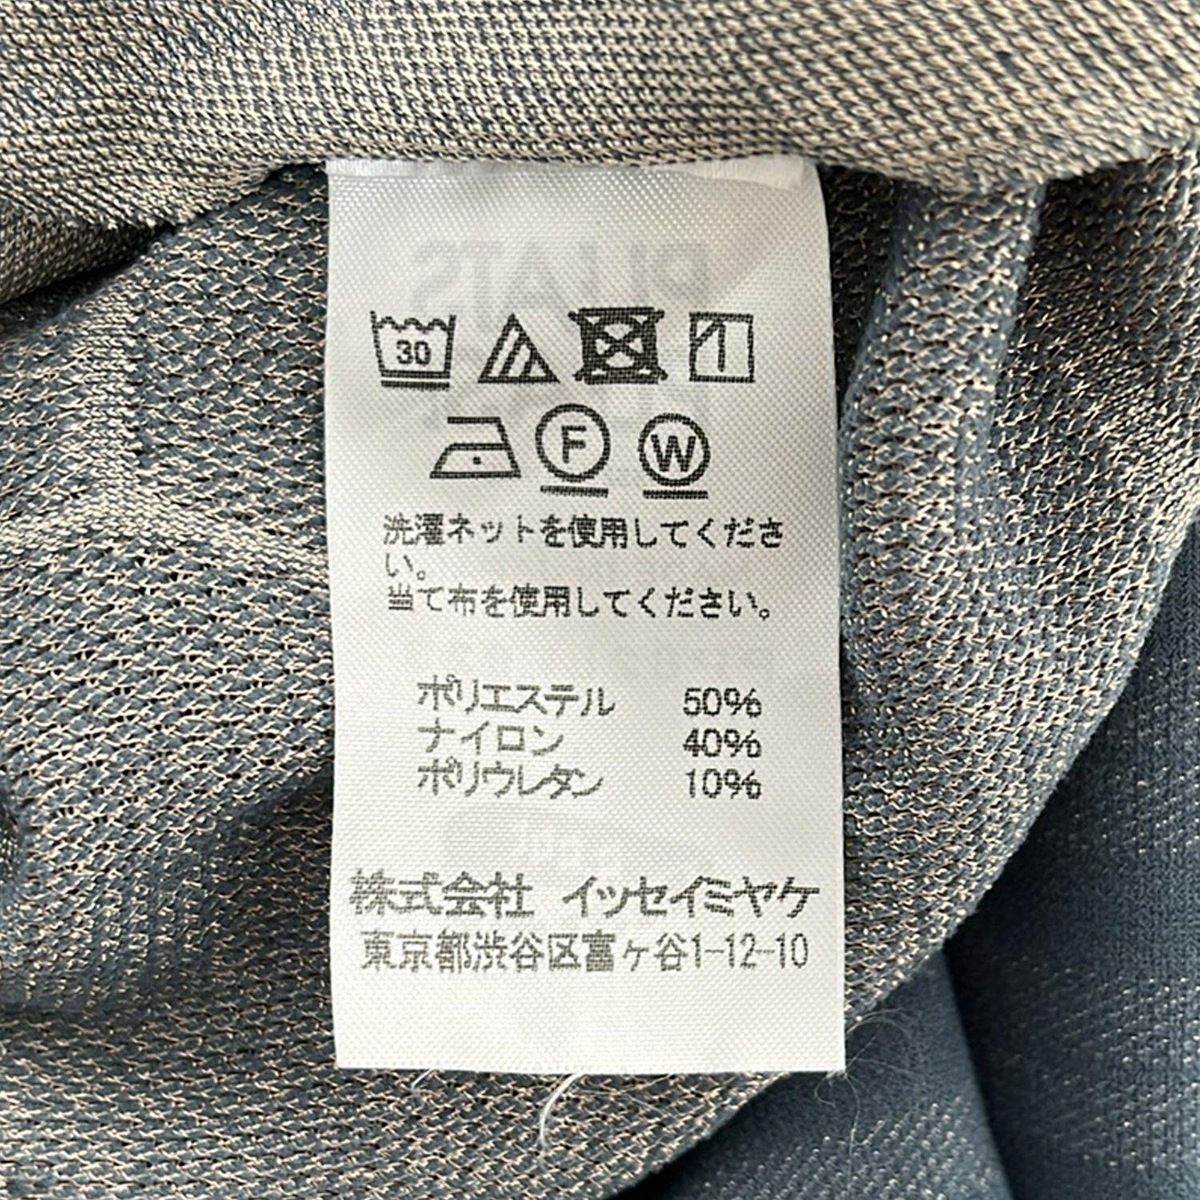 30
F
W
洗濯ネットを使用してくださ
い。
当て布を使用してください。
ポリエステル 50%
ナイロン 40%
ポリウレタン 10%
株式会社 イッセイミヤケ
東京都渋谷区富ヶ谷1-12-10